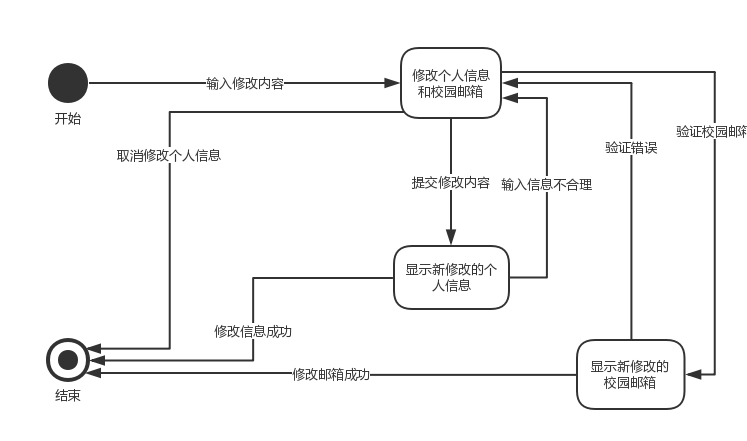 输入修改内容
修改个人信息
和校园邮箱
开始
验证校园邮箱
验证错误
取消修改个人信息
提交修改内容
输入信息不合理
显示新修改的个
人信息
修改信息成功
显示新修改的
校园邮箱
修改邮箱成功
结束